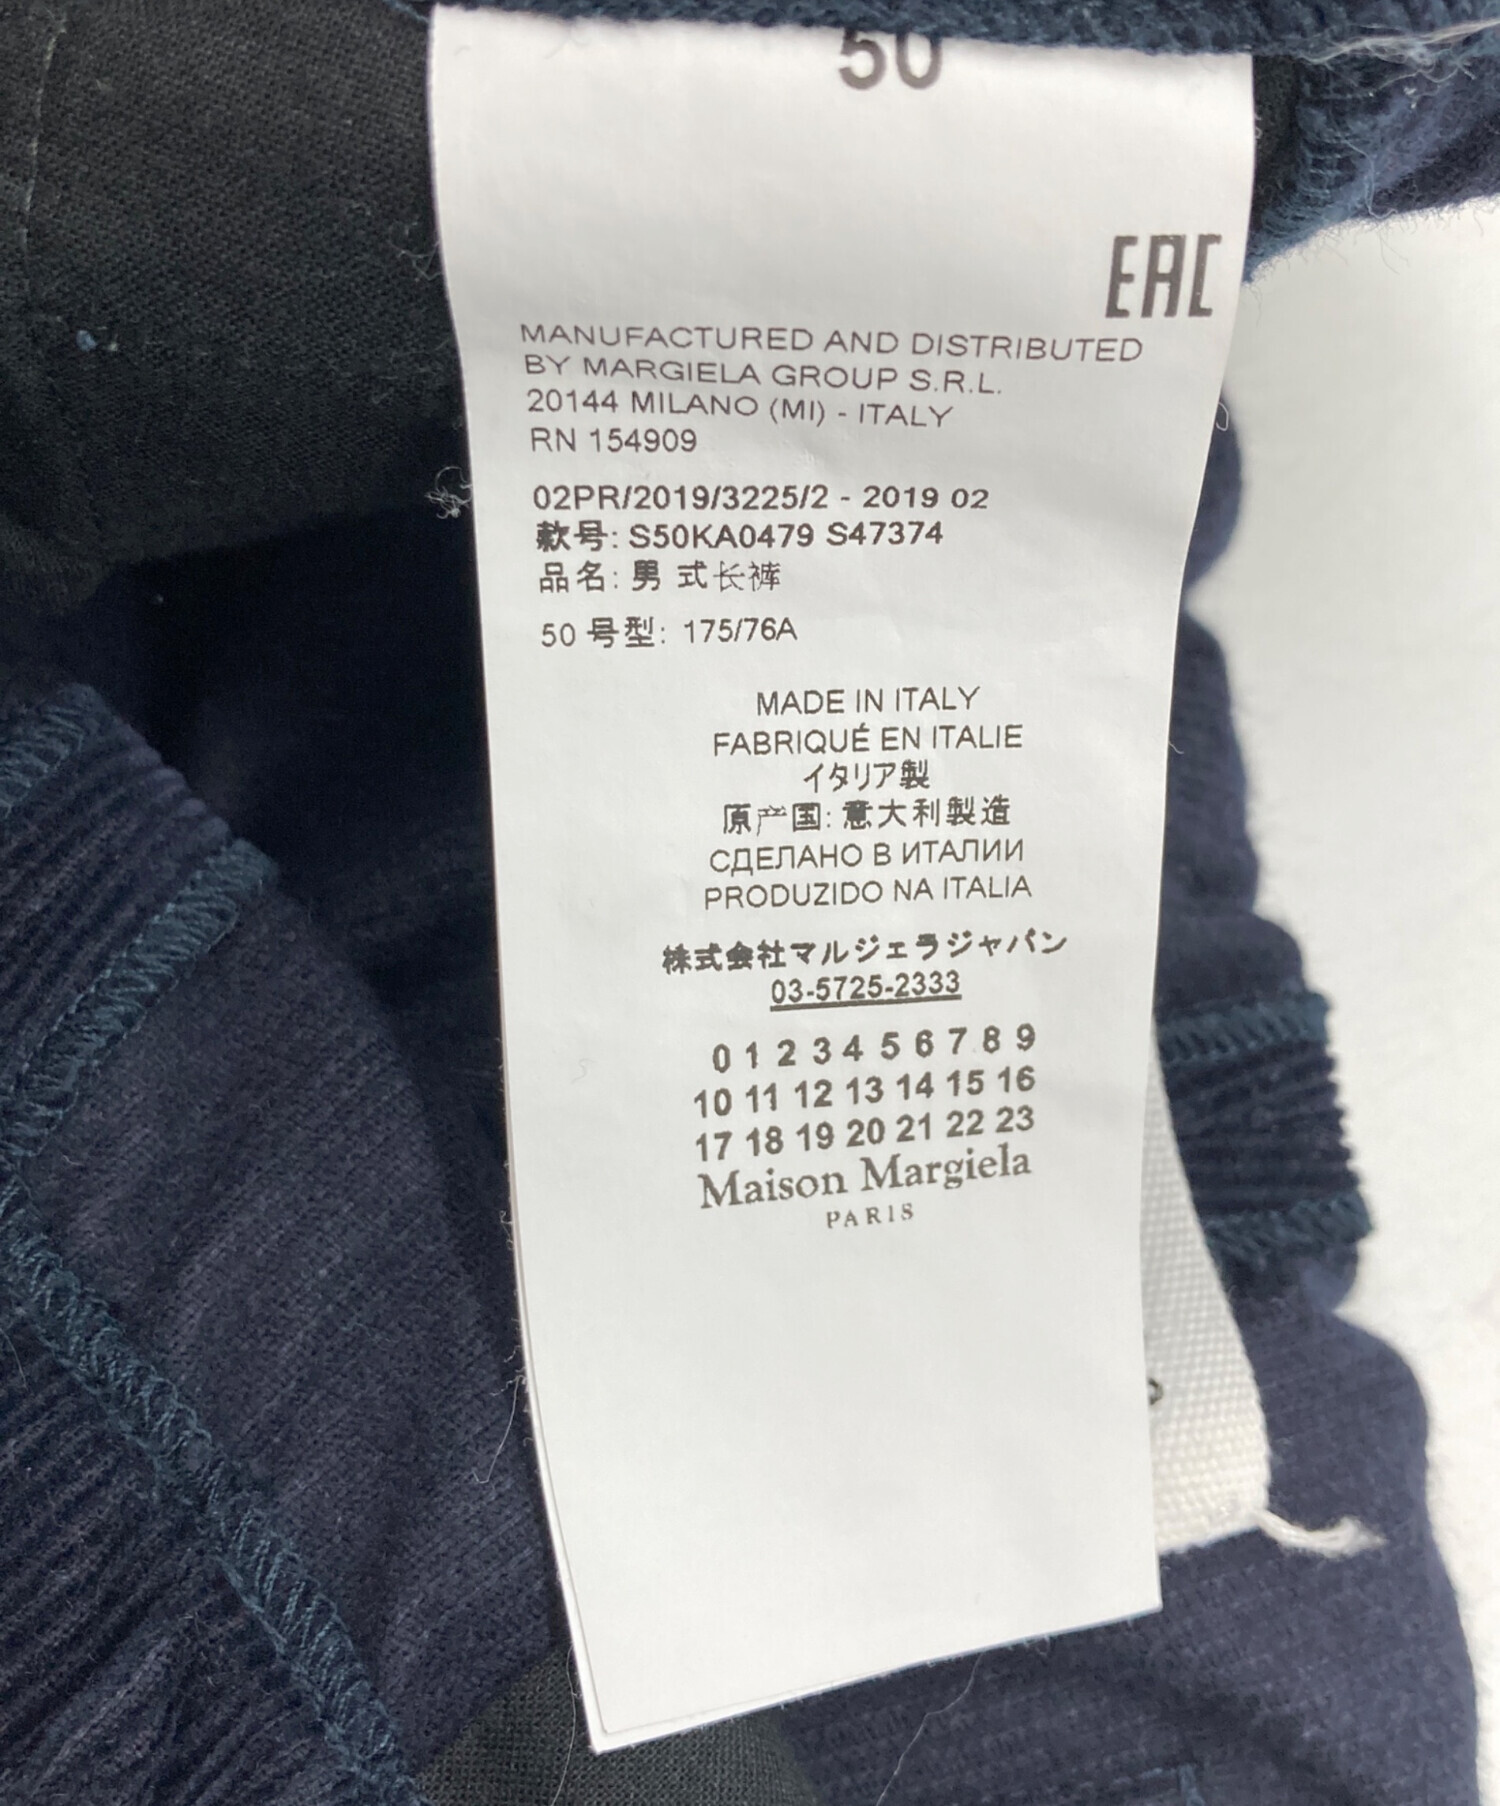 50
EAC
MANUFACTURED AND DISTRIBUTED
BY MARGIELA GROUP S.R.L.
20144 MILANO (MI) - ITALY
RN 154909
02PR/2019/3225/2 - 2019 02
款号: S50KA0479 S47374
品名: 男 式长裤
50 号型: 175/76A
MADE IN ITALY
FABRIQUÉ EN ITALIE
イタリア製
原产国: 意大利製造
СДЕЛАНО В ИТАЛИИ
PRODUZIDO NA ITALIA
株式会社マルジェラジャパン
03-5725-2333
0 1 2 3 4 5 6 7 8 9
10 11 12 13 14 15 16
17 18 19 20 21 22 23
Maison Margiela
PARIS